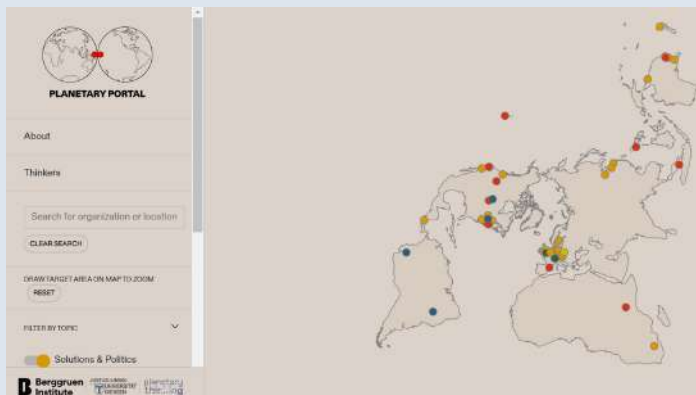 PLANETARY PORTAL
About
Thinkers
Search for organization or location
CLEAR SEARCH
DRAW TARGET AREA ON MAP TO ZOOM
RESET
FILTER BY TOPIC
Solutions & Politics
Berggruen
Institute
planetary